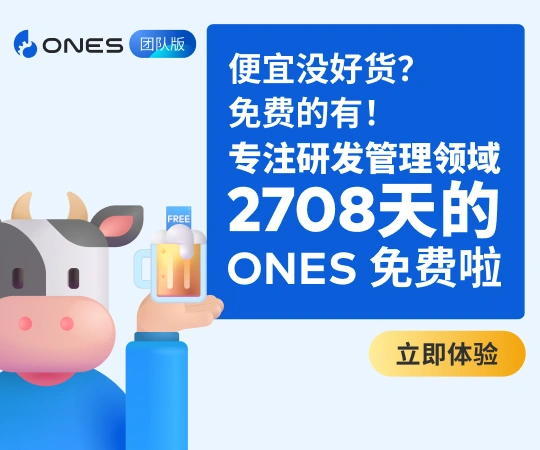 ONES 团队版
便宜没好货？
免费的有！
专注研发管理领域
2708天的
ONES 免费啦
FREE
立即体验